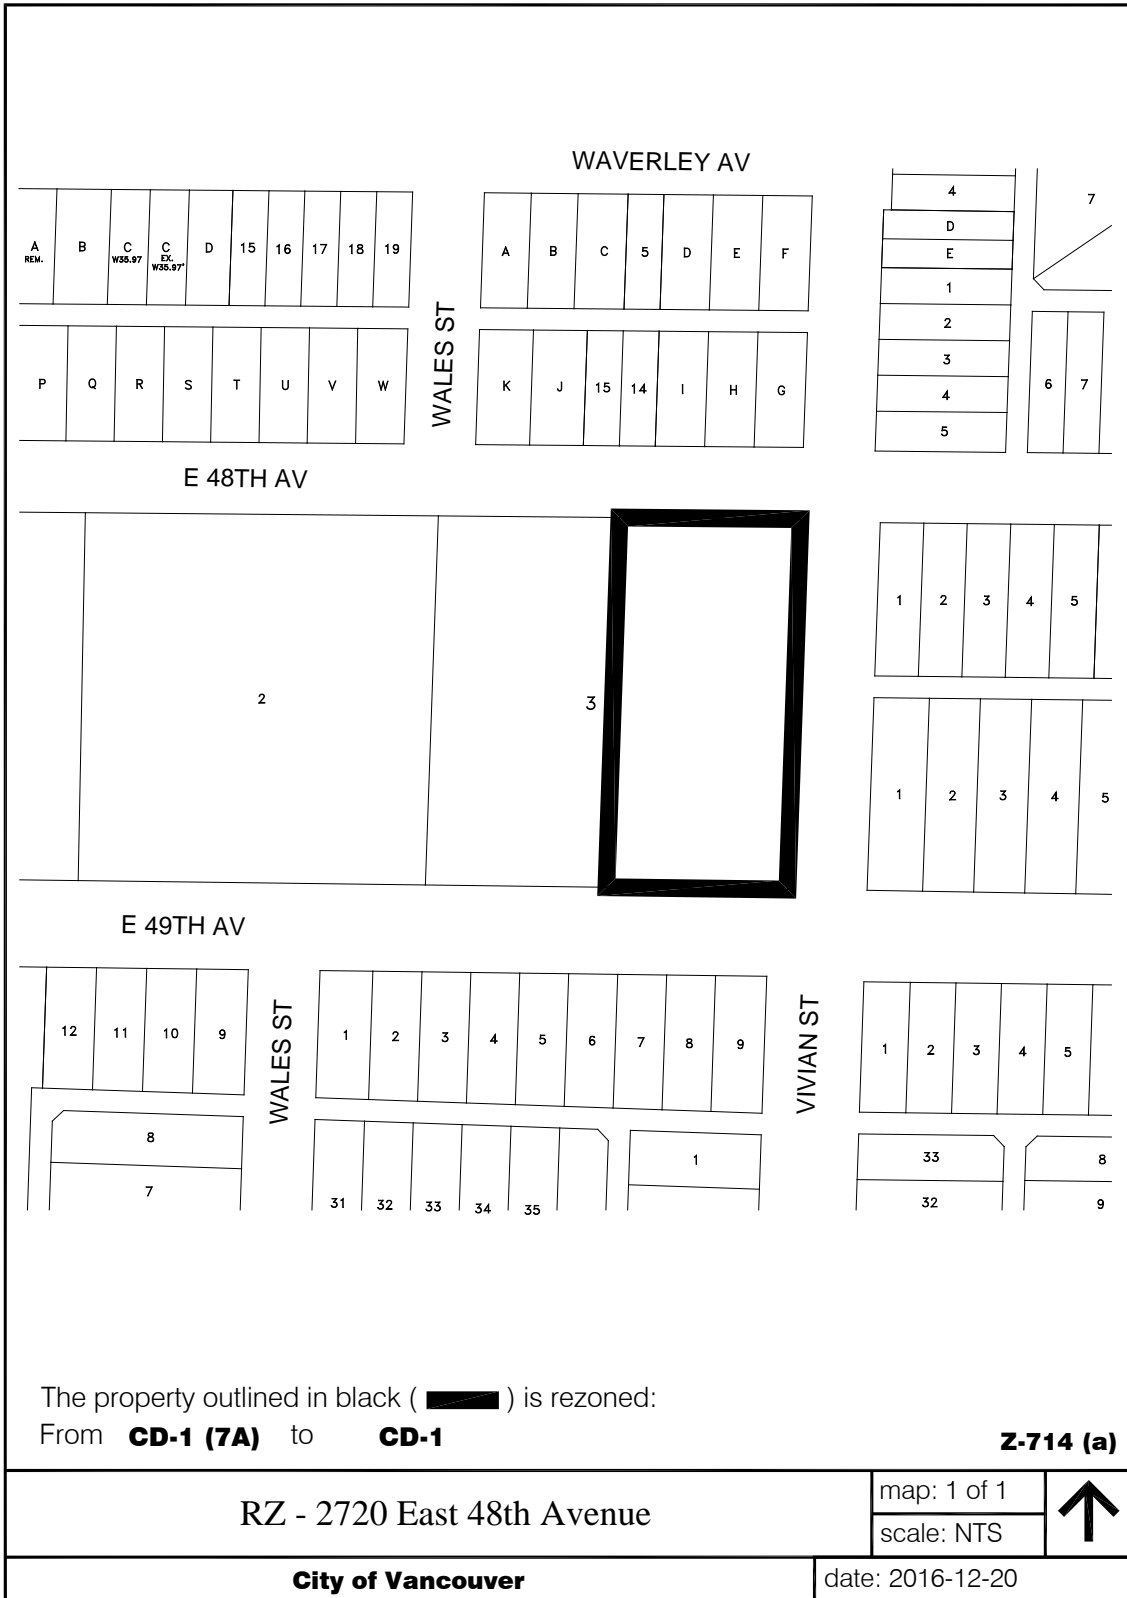 WAVERLEY AV
4
7
D
E
A
REM.
B
C
W35.97
C
EX.
W35.97'
D
15
16
17
18
19
A
B
C
5
D
E
F
1
2
3
4
5
WALES ST
P
Q
R
S
T
U
V
W
K
J
15
14
I
H
G
6
7
E 48TH AV
1
2
3
4
5
2
3
1
2
3
4
5
E 49TH AV
12
11
10
9
WALES ST
1
2
3
4
5
6
7
8
9
VIVIAN ST
1
2
3
4
5
8
7
31
32
33
34
35
1
33
32
8
9
The property outlined in black ( ) is rezoned:
From CD-1 (7A) to CD-1
Z-714 (a)
RZ - 2720 East 48th Avenue
map: 1 of 1
scale: NTS
City of Vancouver
date: 2016-12-20